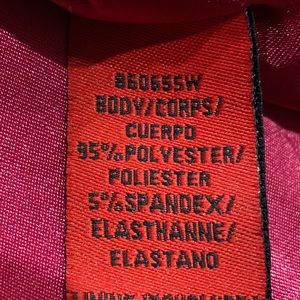 860655W
BODY/CORPS/
CUERPO
95%POLYESTER/
POLIESTER
5%SPANDEX/
ELASTHANNE/
ELASTANO